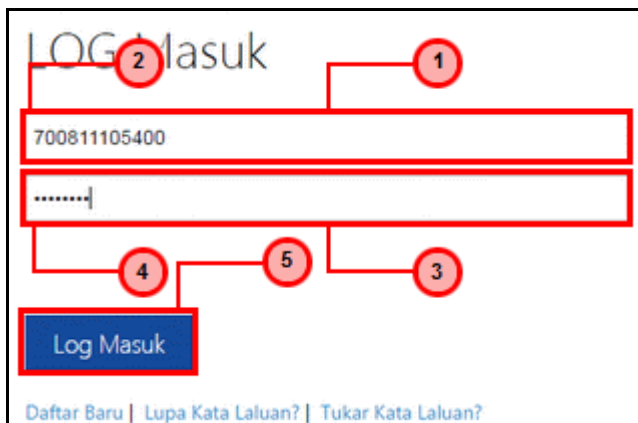 LOG Masuk
2
1
700811105400
••••••••
4
5
3
Log Masuk
Daftar Baru | Lupa Kata Laluan? | Tukar Kata Laluan?